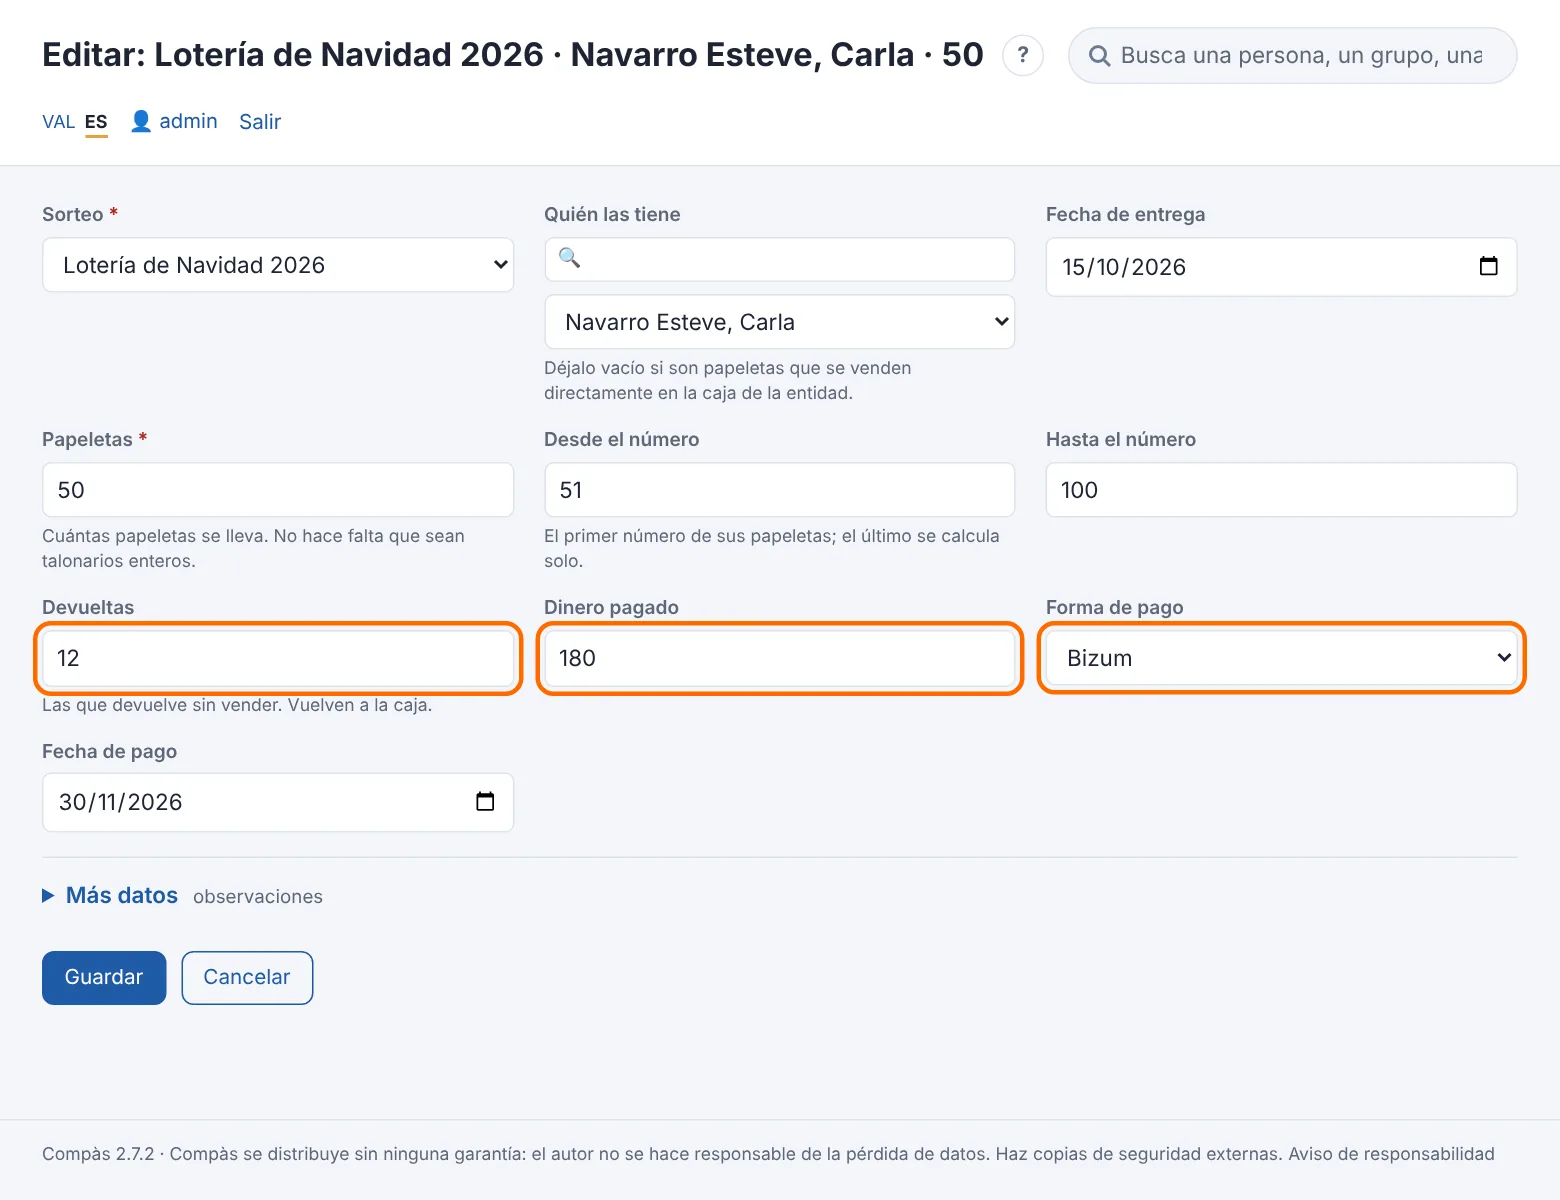 Editar: Lotería de Navidad 2026 · Navarro Esteve, Carla · 50
?
Busca una persona, un grupo, una
VAL ES admin Salir
Sorteo *
Lotería de Navidad 2026
Quién las tiene
Navarro Esteve, Carla
Déjalo vacío si son papeletas que se venden
directamente en la caja de la entidad.
Fecha de entrega
15/10/2026
Papeletas *
50
Cuántas papeletas se lleva. No hace falta que sean
talonarios enteros.
Desde el número
51
El primer número de sus papeletas; el último se calcula
solo.
Hasta el número
100
Devueltas
12
Las que devuelve sin vender. Vuelven a la caja.
Dinero pagado
180
Forma de pago
Bizum
Fecha de pago
30/11/2026
Más datos observaciones
Guardar
Cancelar
Compàs 2.7.2 · Compàs se distribuye sin ninguna garantía: el autor no se hace responsable de la pérdida de datos. Haz copias de seguridad externas. Aviso de responsabilidad